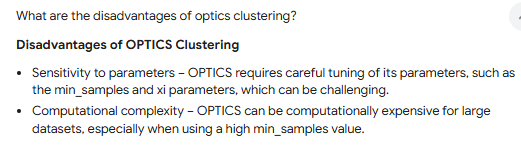 What are the disadvantages of optics clustering?
Disadvantages of OPTICS Clustering
• Sensitivity to parameters – OPTICS requires careful tuning of its parameters, such as
the min_samples and xi parameters, which can be challenging.
• Computational complexity – OPTICS can be computationally expensive for large
datasets, especially when using a high min_samples value.